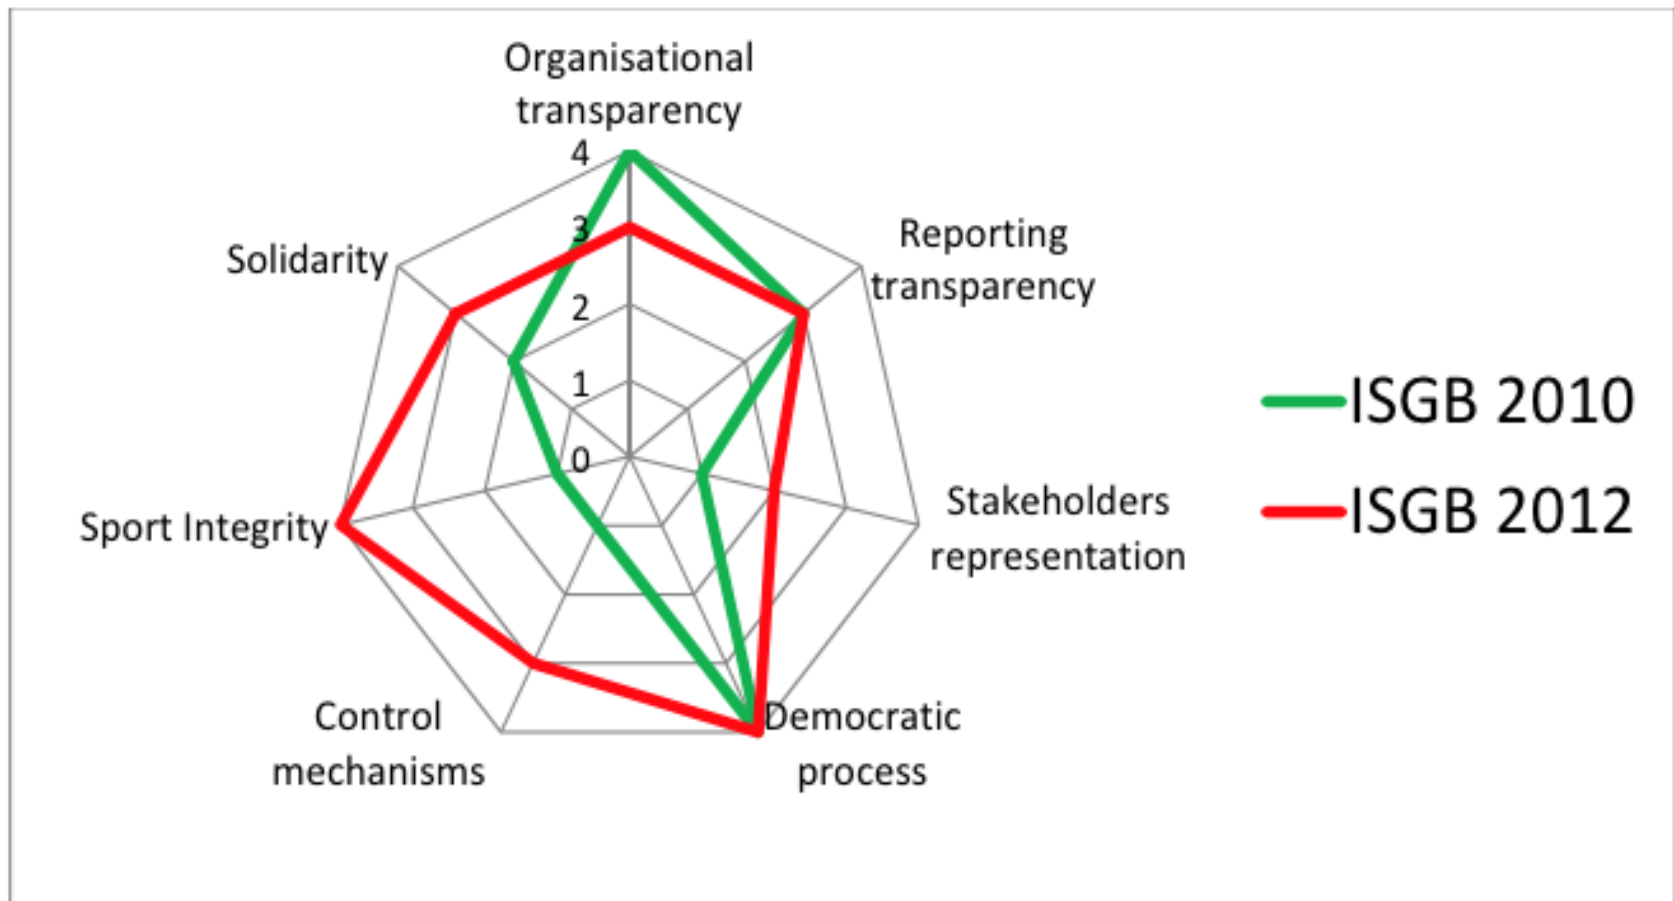 Organisational
transparency
4
3
2
1
0
Reporting
transparency
Stakeholders
representation
Democratic
process
Control
mechanisms
Sport Integrity
Solidarity
ISGB 2010
ISGB 2012